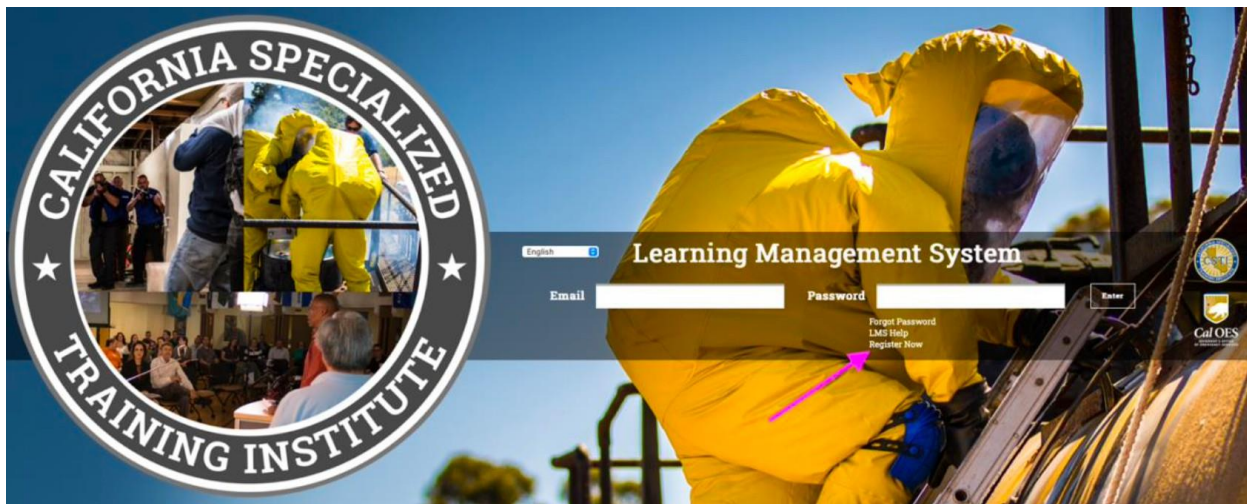 CALIFORNIA SPECIALIZED
TRAINING INSTITUTE
English
Learning Management System
Email
Password
Enter
Forgot Password
LMS Help
Register Now
CSTI
Cal OES